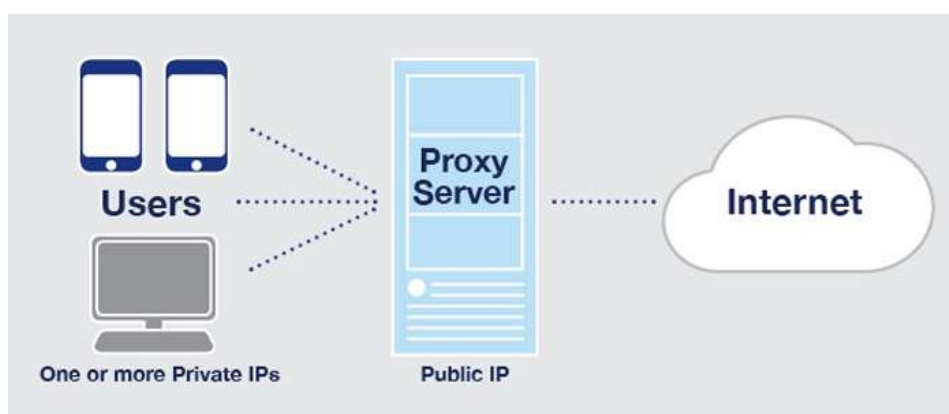 Users
One or more Private IPs
Proxy
Server
Public IP
Internet